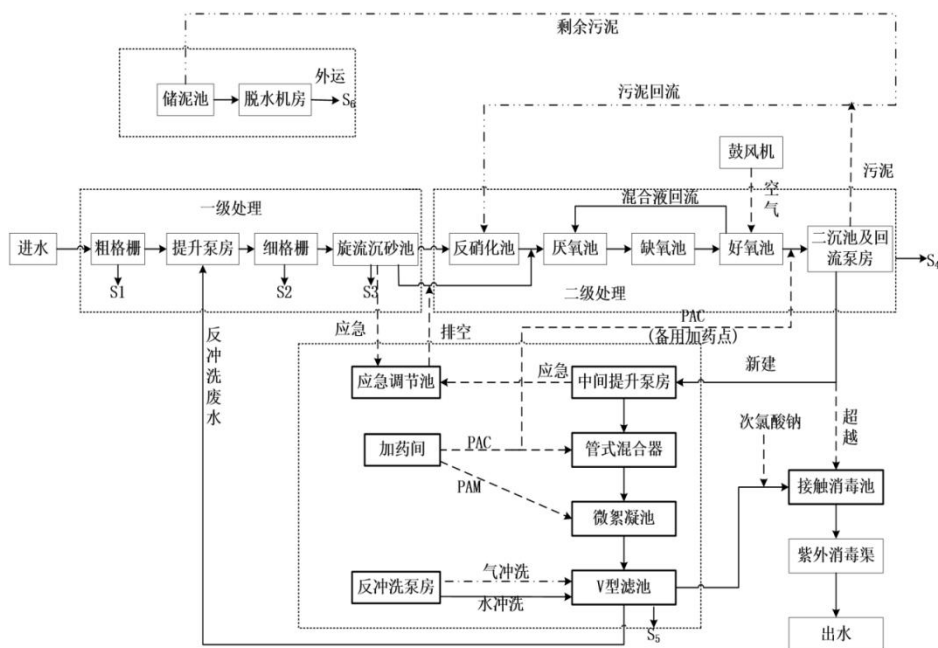 剩余污泥
外运
储泥池
脱水机房
S₆
污泥回流
鼓风机
污泥
空气
一级处理
混合液回流
进水
粗格栅
提升泵房
细格栅
旋流沉砂池
反硝化池
厌氧池
缺氧池
好氧池
二沉池及回
流泵房
S1
S2
S3
S₄
二级处理
反冲洗废水
应急
排空
PAC
(备用加药点)
应急调节池
应急
中间提升泵房
新建
超越
次氯酸钠
加药间
PAC
管式混合器
PAM
接触消毒池
微絮凝池
紫外消毒渠
反冲洗泵房
气冲洗
水冲洗
V型滤池
S₅
出水